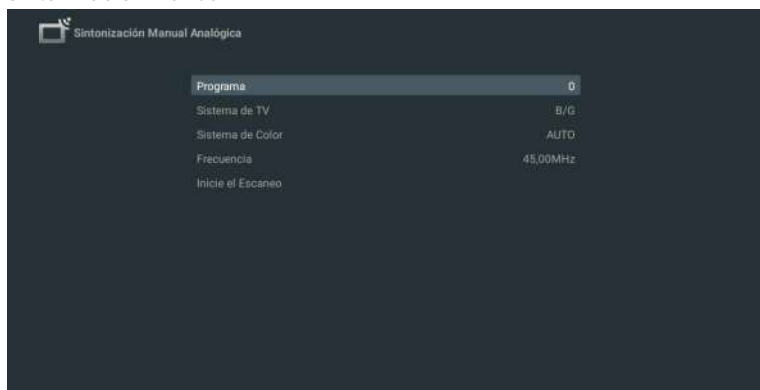 Sintonización Manual Analógica
Programa 0
Sistema de TV B/G
Sistema de Color AUTO
Frecuencia 45,00MHz
Inicie el Escaneo